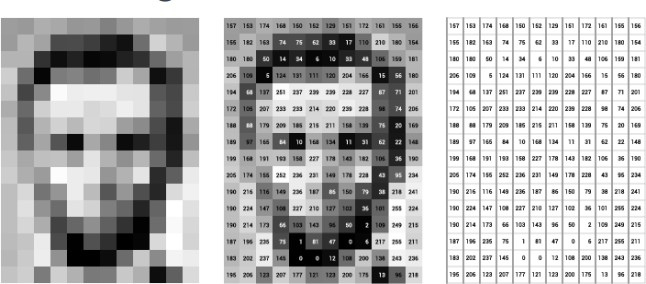 157 153 174 168 150 152 129 151 172 161 155 156
155 182 163 74 75 62 33 17 110 210 180 154
180 180 50 14 34 6 10 33 48 106 159 181
206 109 5 124 131 111 120 204 166 15 56 180
194 68 137 251 237 239 239 228 227 87 71 201
172 105 207 233 233 214 220 239 228 98 74 206
188 88 179 209 185 215 211 158 139 75 20 169
189 97 165 84 10 168 134 11 31 62 22 148
199 168 191 193 158 227 178 143 182 106 36 190
205 174 155 252 236 231 149 178 228 43 95 234
190 216 116 149 236 187 86 150 79 38 218 241
190 224 147 108 227 210 127 102 36 101 255 224
190 214 173 66 103 143 96 50 2 109 249 215
187 196 235 75 1 81 47 0 6 217 255 211
183 202 237 145 0 0 12 108 200 138 243 236
195 206 123 207 177 121 123 200 175 13 96 218
157 153 174 168 150 152 129 151 172 161 155 156
155 182 163 74 75 62 33 17 110 210 180 154
180 180 50 14 34 6 10 33 48 106 159 181
206 109 5 124 131 111 120 204 166 15 56 180
194 68 137 251 237 239 239 228 227 87 71 201
172 105 207 233 233 214 220 239 228 98 74 206
188 88 179 209 185 215 211 158 139 75 20 169
189 97 165 84 10 168 134 11 31 62 22 148
199 168 191 193 158 227 178 143 182 106 36 190
205 174 155 252 236 231 149 178 228 43 95 234
190 216 116 149 236 187 86 150 79 38 218 241
190 224 147 108 227 210 127 102 36 101 255 224
190 214 173 66 103 143 96 50 2 109 249 215
187 196 235 75 1 81 47 0 6 217 255 211
183 202 237 145 0 0 12 108 200 138 243 236
195 206 123 207 177 121 123 200 175 13 96 218